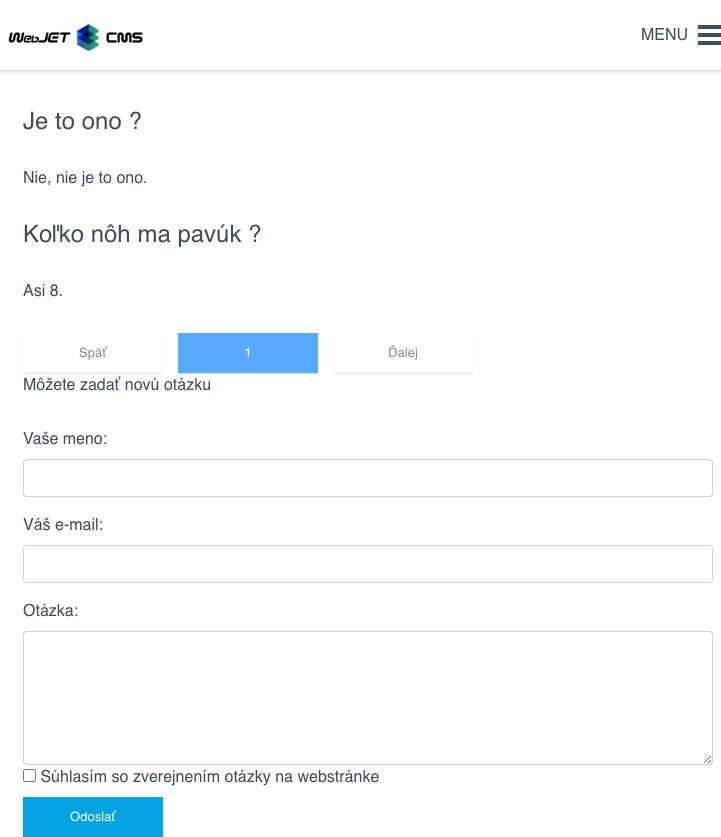 WebJET CMS
MENU
Je to ono ?
Nie, nie je to ono.
Koľko nôh ma pavúk ?
Asi 8.
Späť 1 Ďalej
Môžete zadať novú otázku
Vaše meno:
Váš e-mail:
Otázka:
Súhlasím so zverejnením otázky na webstránke
Odoslať